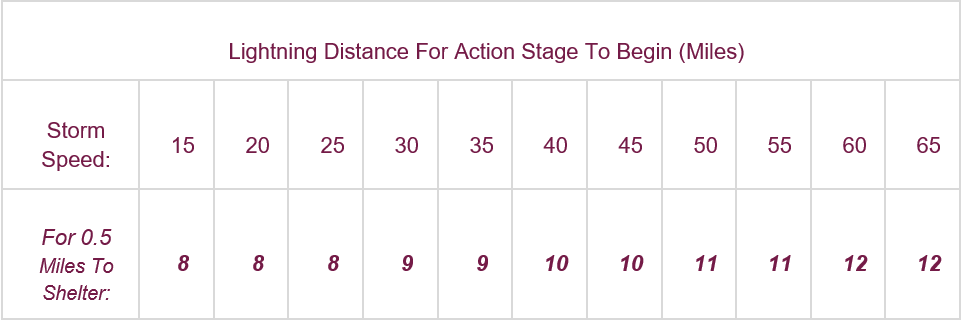 Lightning Distance For Action Stage To Begin (Miles)
Storm
Speed:
15 20 25 30 35 40 45 50 55 60 65
For 0.5
Miles To
Shelter:
8 8 8 9 9 10 10 11 11 12 12